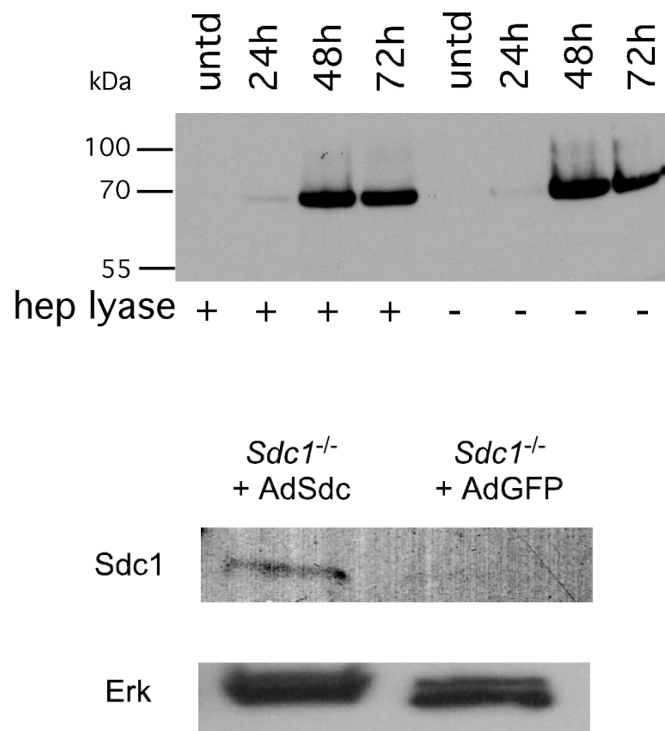 untd 24h 48h 72h untd 24h 48h 72h
kDa
100
70
55
hep lyase + + + + - - - -
Sdc1-/- Sdc1-/-
+ AdSdc + AdGFP
Sdc1
Erk